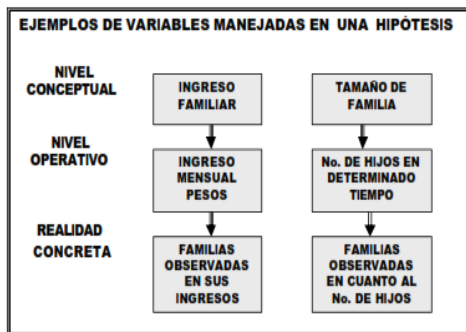 EJEMPLOS DE VARIABLES MANEJADAS EN UNA HIPÓTESIS
NIVEL
CONCEPTUAL
INGRESO
FAMILIAR
TAMAÑO DE
FAMILIA
NIVEL
OPERATIVO
INGRESO
MENSUAL
PESOS
No. DE HIJOS EN
DETERMINADO
TIEMPO
REALIDAD
CONCRETA
FAMILIAS
OBSERVADAS
EN SUS
INGRESOS
FAMILIAS
OBSERVADAS
EN CUANTO AL
No. DE HIJOS